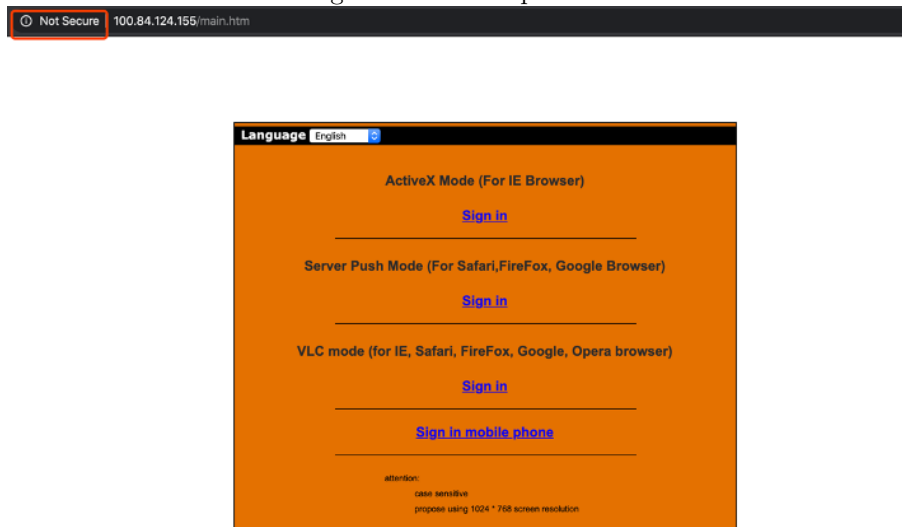 Not Secure 100.84.124.155/main.htm
Language English
ActiveX Mode (For IE Browser)
Sign in
Server Push Mode (For Safari,FireFox, Google Browser)
Sign in
VLC mode (for IE, Safari, FireFox, Google, Opera browser)
Sign in
Sign in mobile phone
attention:
case sensitive
propose using 1024 * 768 screen resolution